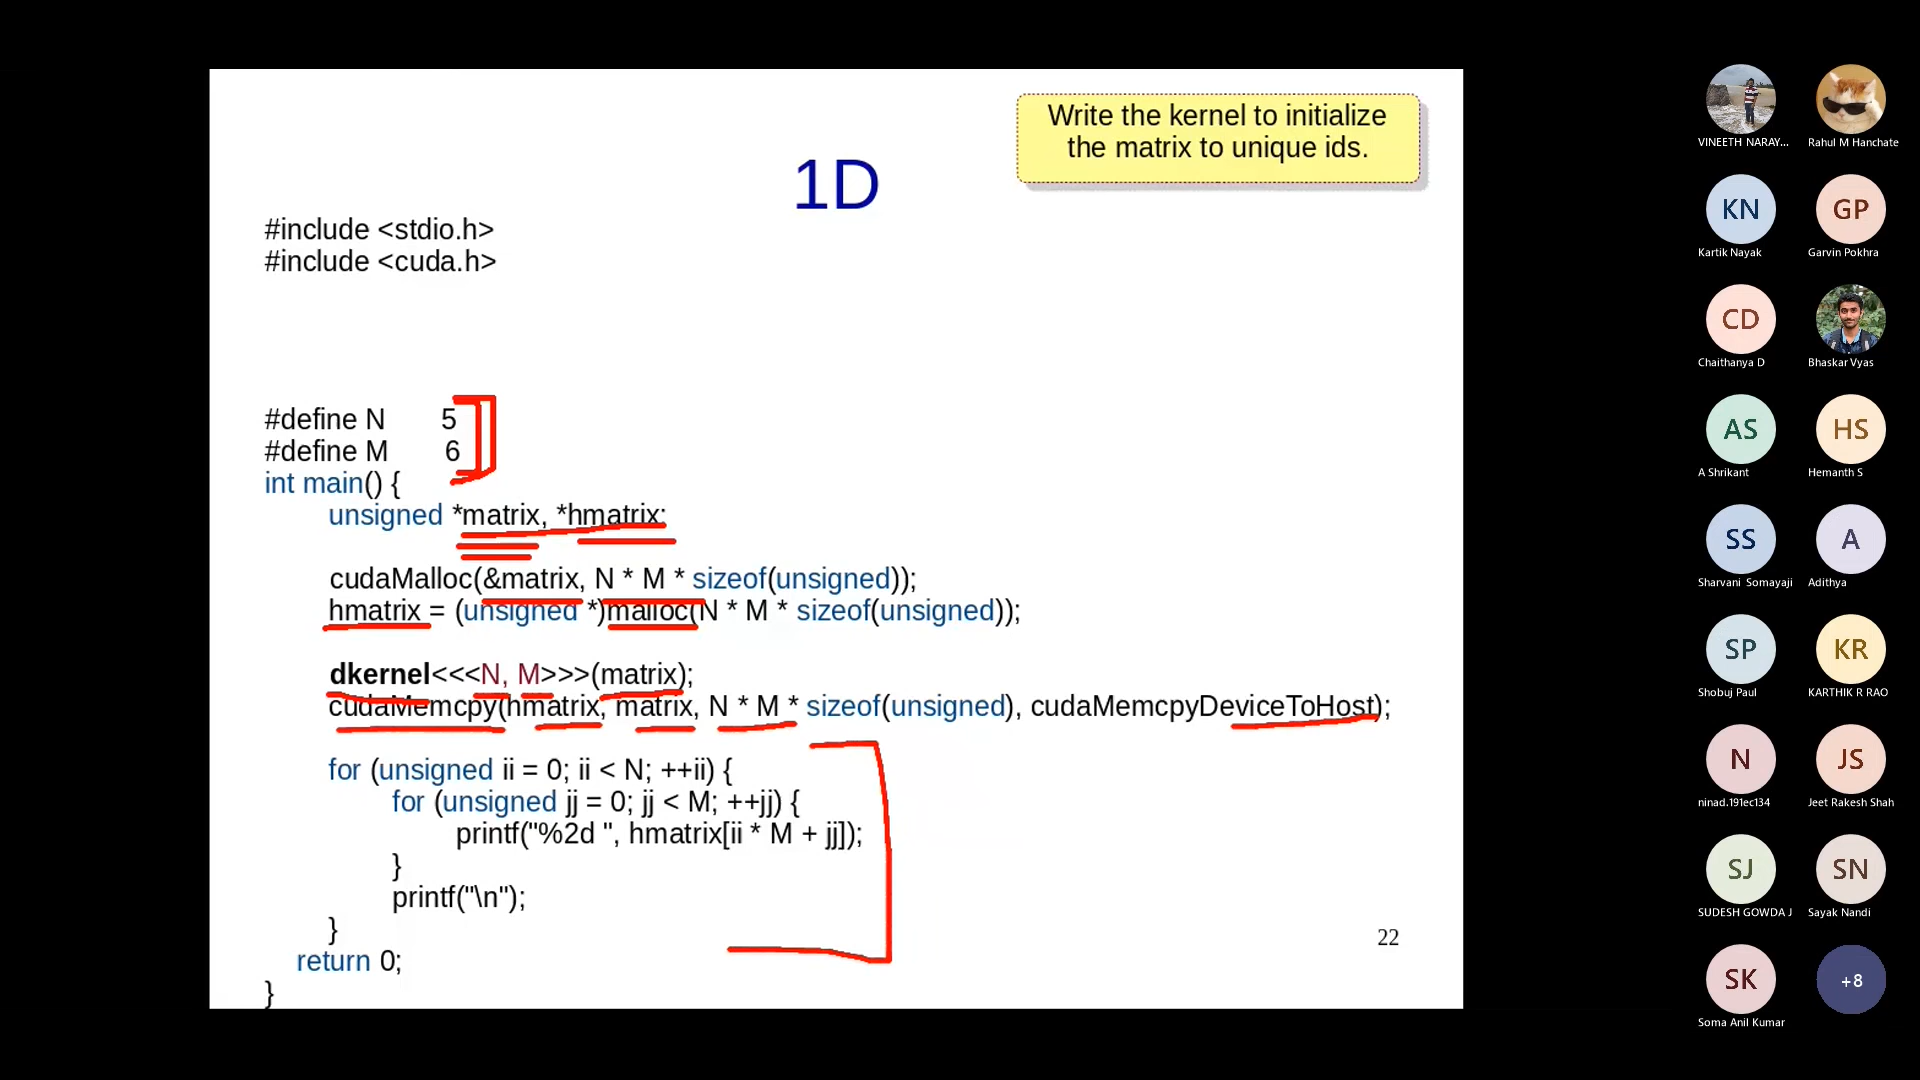 Write the kernel to initialize
the matrix to unique ids.
1D
#include <stdio.h>
#include <cuda.h>
#define N 5
#define M 6
int main() {
unsigned *matrix, *hmatrix;
cudaMalloc(&matrix, N * M * sizeof(unsigned));
hmatrix = (unsigned *)malloc(N * M * sizeof(unsigned));
dkernel<<<N, M>>>(matrix);
cudaMemcpy(hmatrix, matrix, N * M * sizeof(unsigned), cudaMemcpyDeviceToHost);
for (unsigned ii = 0; ii < N; ++ii) {
for (unsigned jj = 0; jj < M; ++jj) {
printf("%2d ", hmatrix[ii * M + jj]);
}
printf("\n");
}
return 0;
}
22
VINEETH NARAY...
Rahul M Hanchate
KN
Kartik Nayak
GP
Garvin Pokhra
CD
Chaithanya D
Bhaskar Vyas
AS
A Shrikant
HS
Hemanth S
SS
Sharvani Somayaji
A
Adithya
SP
Shobuj Paul
KR
KARTHIK R RAO
N
ninad.191ec134
JS
Jeet Rakesh Shah
SJ
SUDESH GOWDA J
SN
Sayak Nandi
SK
Soma Anil Kumar
+8